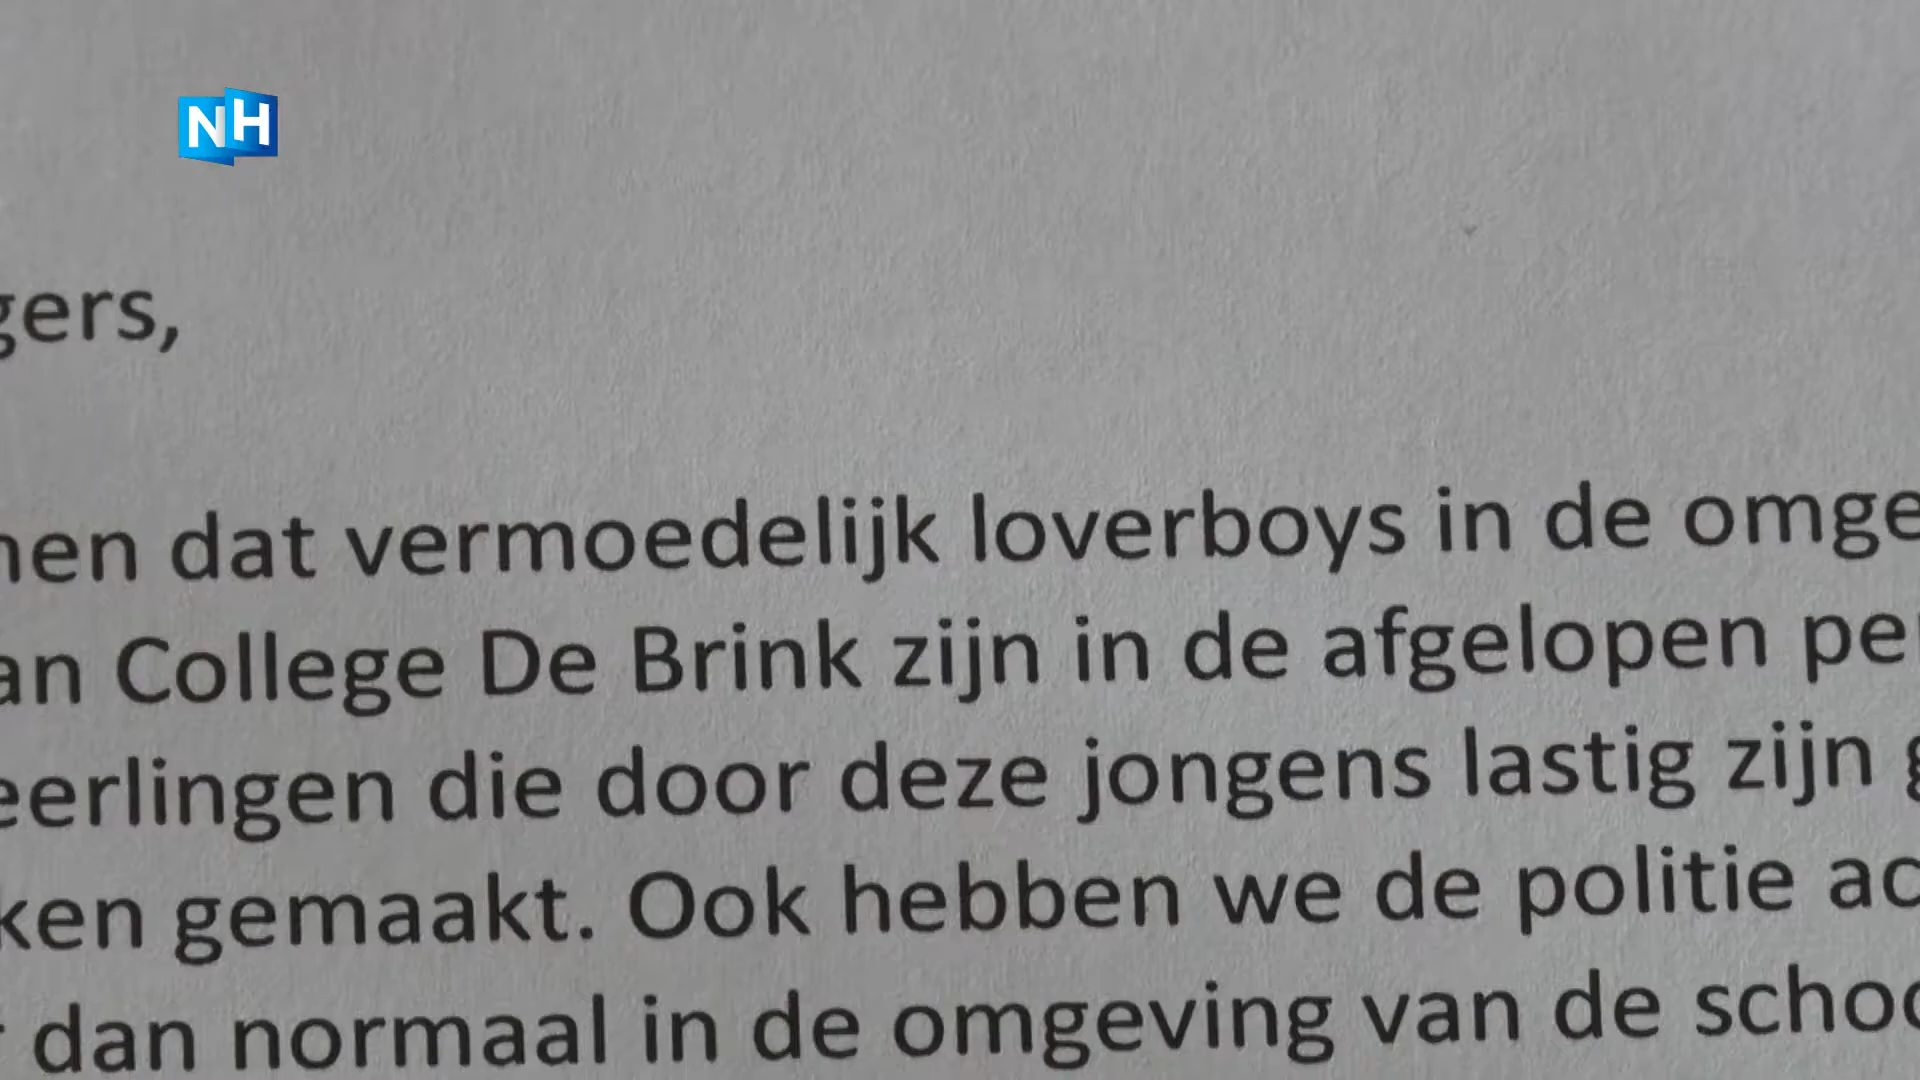 NH
gers,
nen dat vermoedelijk loverboys in de omge
an College De Brink zijn in de afgelopen pe
eerlingen die door deze jongens lastig zijn g
ken gemaakt. Ook hebben we de politie ac
dan normaal in de omgeving van de schoo